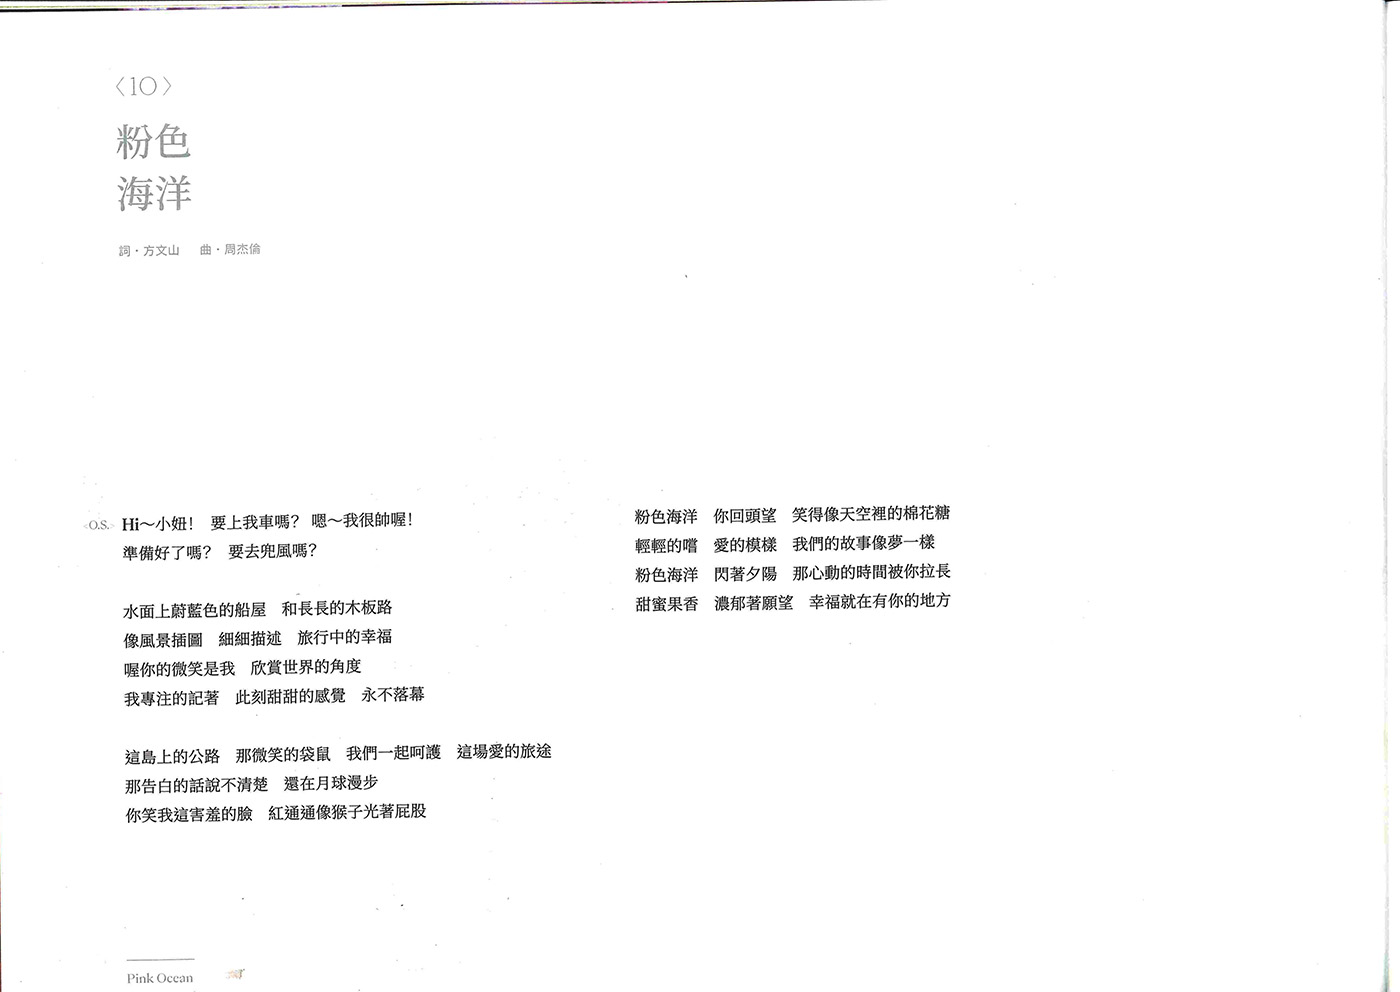 〈10〉
粉色
海洋
詞・方文山　曲・周杰倫
<O.S.> Hi～小妞！　要上我車嗎？　嗯～我很帥喔！
準備好了嗎？　要去兜風嗎？
水面上蔚藍色的船屋　和長長的木板路
像風景插圖　細細描述　旅行中的幸福
喔你的微笑是我　欣賞世界的角度
我專注的記著　此刻甜甜的感覺　永不落幕
這島上的公路　那微笑的袋鼠　我們一起呵護　這場愛的旅途
那告白的話說不清楚　還在月球漫步
你笑我這害羞的臉　紅通通像猴子光著屁股
粉色海洋　你回頭望　笑得像天空裡的棉花糖
輕輕的嚐　愛的模樣　我們的故事像夢一樣
粉色海洋　閃著夕陽　那心動的時間被你拉長
甜蜜果香　濃郁著願望　幸福就在有你的地方
Pink Ocean